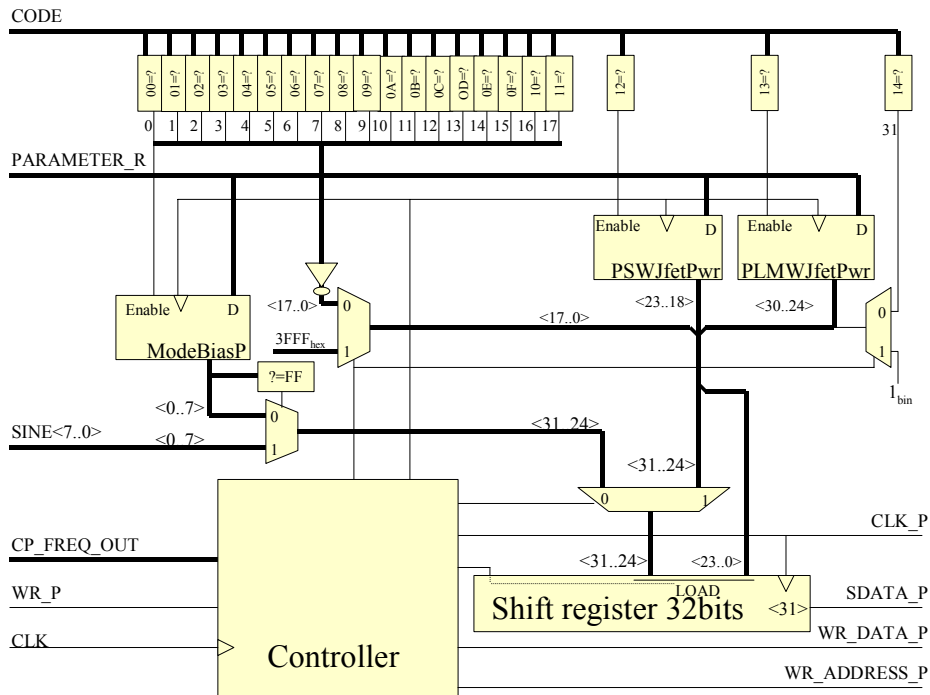 CODE
00=? 01=? 02=? 03=? 04=? 05=? 06=? 07=? 08=? 09=? 0A=? 0B=? 0C=? OD=? 0E=? 0F=? 10=? 11=? 12=? 13=? 14=?
0 1 2 3 4 5 6 7 8 9 10 11 12 13 14 15 16 17 31
PARAMETER_R
Enable D
PSWJfetPwr
Enable D
PLMWJfetPwr
<17..0>
0
1
3FFFhex
<17..0>
<23..18>
<30..24>
0
1
1bin
Enable D
ModeBiasP
?=FF
<0..7>
0
SINE<7..0>
<0..7>
1
<31..24>
<31..24>
0 1
CP_FREQ_OUT
CLK_P
<31..24>
<23..0>
LOAD
WR_P
Shift register 32bits
<31>
SDATA_P
CLK
Controller
WR_DATA_P
WR_ADDRESS_P